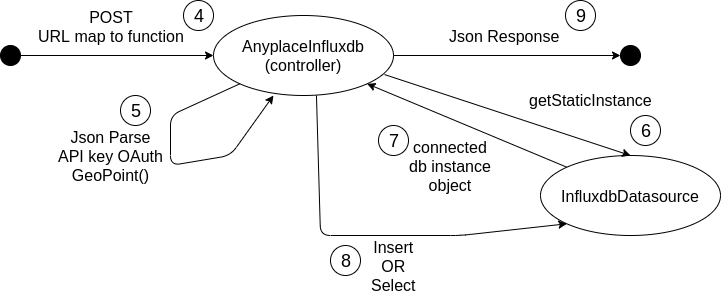 POST
URL map to function
4
AnyplaceInfluxdb
(controller)
9
Json Response
5
Json Parse
API key OAuth
GeoPoint()
getStaticInstance
6
7
connected
db instance
object
InfluxdbDatasource
8
Insert
OR
Select